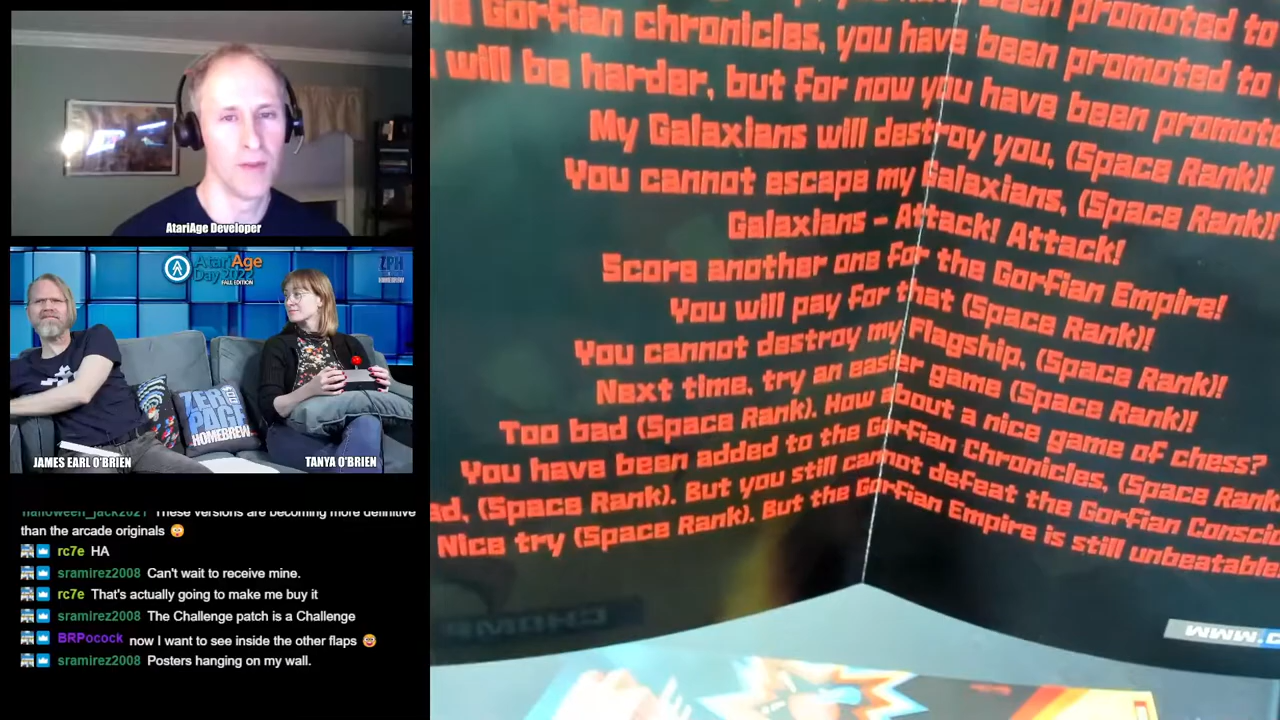 AtariAge Developer
AtariAge
Day 2022
FALL EDITION
ZPH
ZERO
PAGE
HOMEBREW
JAMES EARL O'BRIEN
TANYA O'BRIEN
halloween_jack2021 These versions are becoming more definitive
than the arcade originals
rc7e HA
sramirez2008 Can't wait to receive mine.
rc7e That's actually going to make me buy it
sramirez2008 The Challenge patch is a Challenge
BRPocock now I want to see inside the other flaps
sramirez2008 Posters hanging on my wall.
you have been promoted to
Gorfian chronicles, you have been promoted to
will be harder, but for now you have been promot
My Galaxians will destroy you, (Space Rank)!
You cannot escape my Galaxians, (Space Rank)!
Galaxians - Attack! Attack!
Score another one for the Gorfian Empire!
You will pay for that (Space Rank)!
You cannot destroy my Flagship, (Space Rank)!
Next time, try an easier game (Space Rank)!
Too bad (Space Rank). How about a nice game of chess?
You have been added to the Gorfian Chronicles, (Space Rank
ad, (Space Rank). But you still cannot defeat the Gorfian Conscio
Nice try (Space Rank). But the Gorfian Empire is still unbeatable